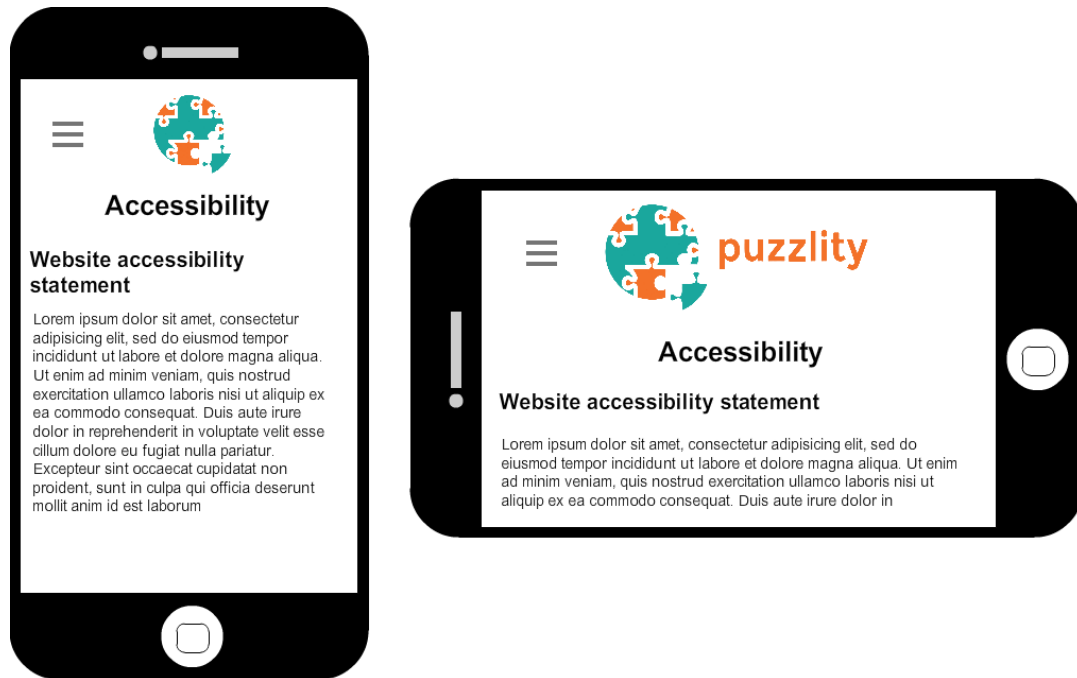 Accessibility
Website accessibility
statement
Lorem ipsum dolor sit amet, consectetur
adipisicing elit, sed do eiusmod tempor
incididunt ut labore et dolore magna aliqua.
Ut enim ad minim veniam, quis nostrud
exercitation ullamco laboris nisi ut aliquip ex
ea commodo consequat. Duis aute irure
dolor in reprehenderit in voluptate velit esse
cillum dolore eu fugiat nulla pariatur.
Excepteur sint occaecat cupidatat non
proident, sunt in culpa qui officia deserunt
mollit anim id est laborum
puzzlity
Accessibility
Website accessibility statement
Lorem ipsum dolor sit amet, consectetur adipisicing elit, sed do
eiusmod tempor incididunt ut labore et dolore magna aliqua. Ut enim
ad minim veniam, quis nostrud exercitation ullamco laboris nisi ut
aliquip ex ea commodo consequat. Duis aute irure dolor in